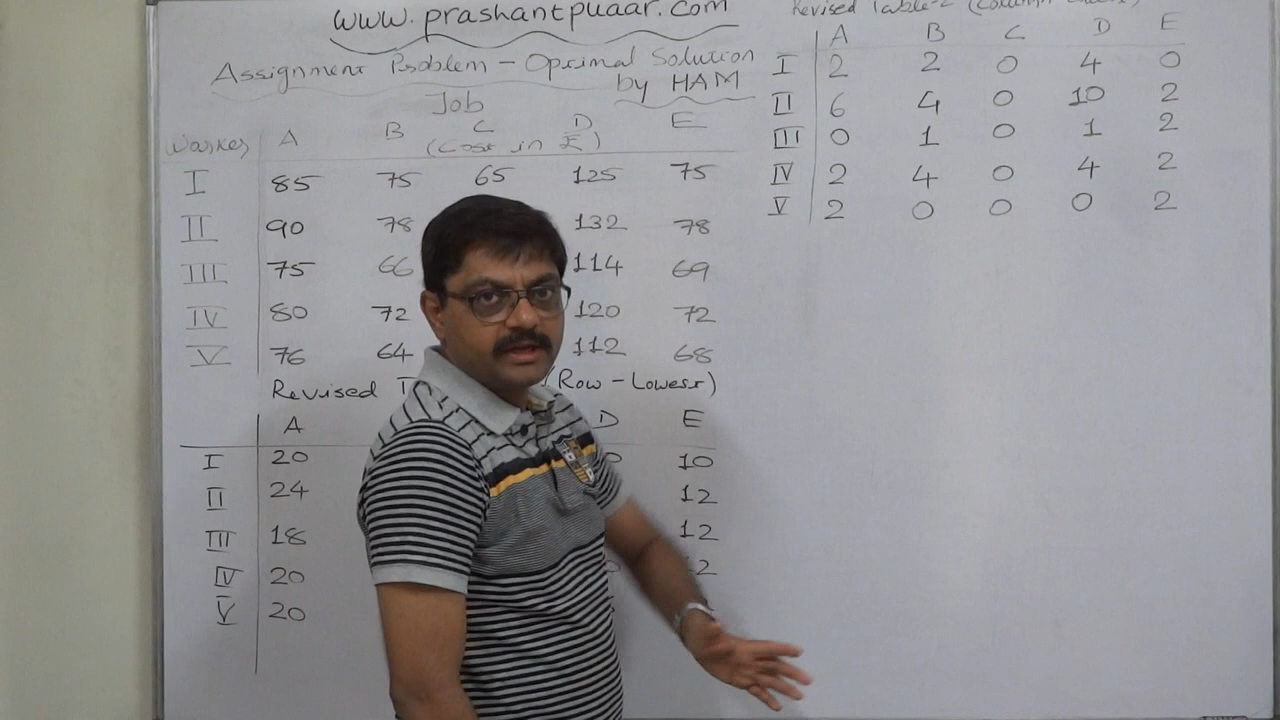 www.prashantpuaar.com
Assignment Problem - Optimal Solution
by HAM
Job
Worker A B C D E
(Cost in £)
I 85 75 65 125 75
II 90 78 132 78
III 75 66 114 69
IV 80 72 120 72
V 76 64 112 68
Revised (Row - Lowest)
A D E
I 20 10
II 24 12
III 18 12
IV 20 2
V 20
Revised Table-2 (Column
A B C D E
I 2 2 0 4 0
II 6 4 0 10 2
III 0 1 0 1 2
IV 2 4 0 4 2
V 2 0 0 0 2